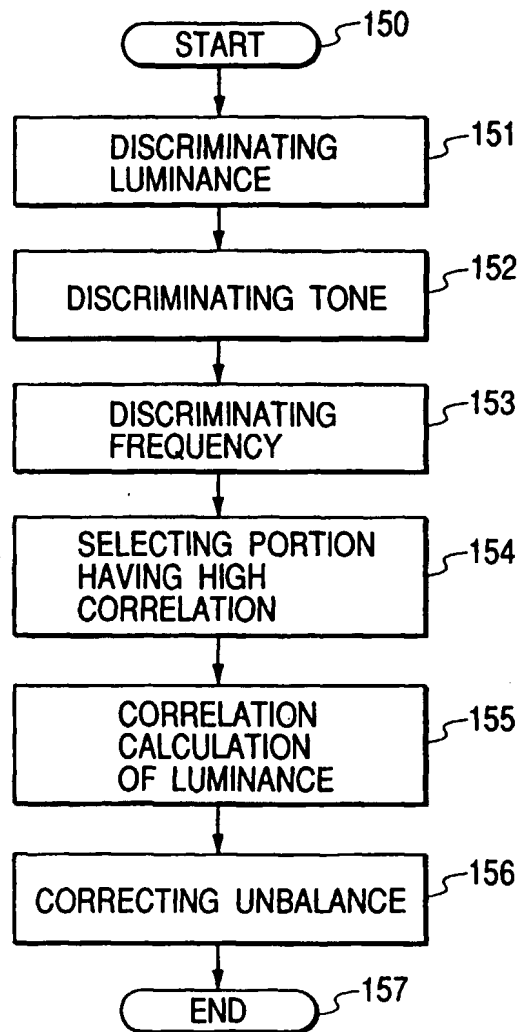 START
150
DISCRIMINATING
LUMINANCE
151
DISCRIMINATING TONE
152
DISCRIMINATING
FREQUENCY
153
SELECTING PORTION
HAVING HIGH
CORRELATION
154
CORRELATION
CALCULATION
OF LUMINANCE
155
CORRECTING UNBALANCE
156
END
157